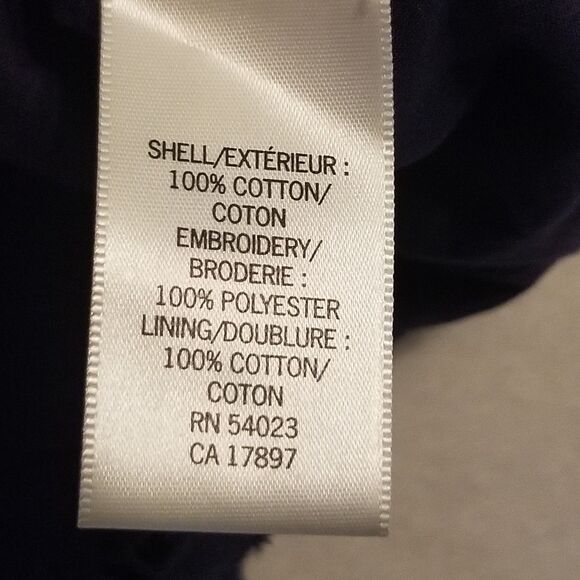 SHELL/EXTÉRIEUR :
100% COTTON/
COTON
EMBROIDERY/
BRODERIE :
100% POLYESTER
LINING/DOUBLURE :
100% COTTON/
COTON
RN 54023
CA 17897